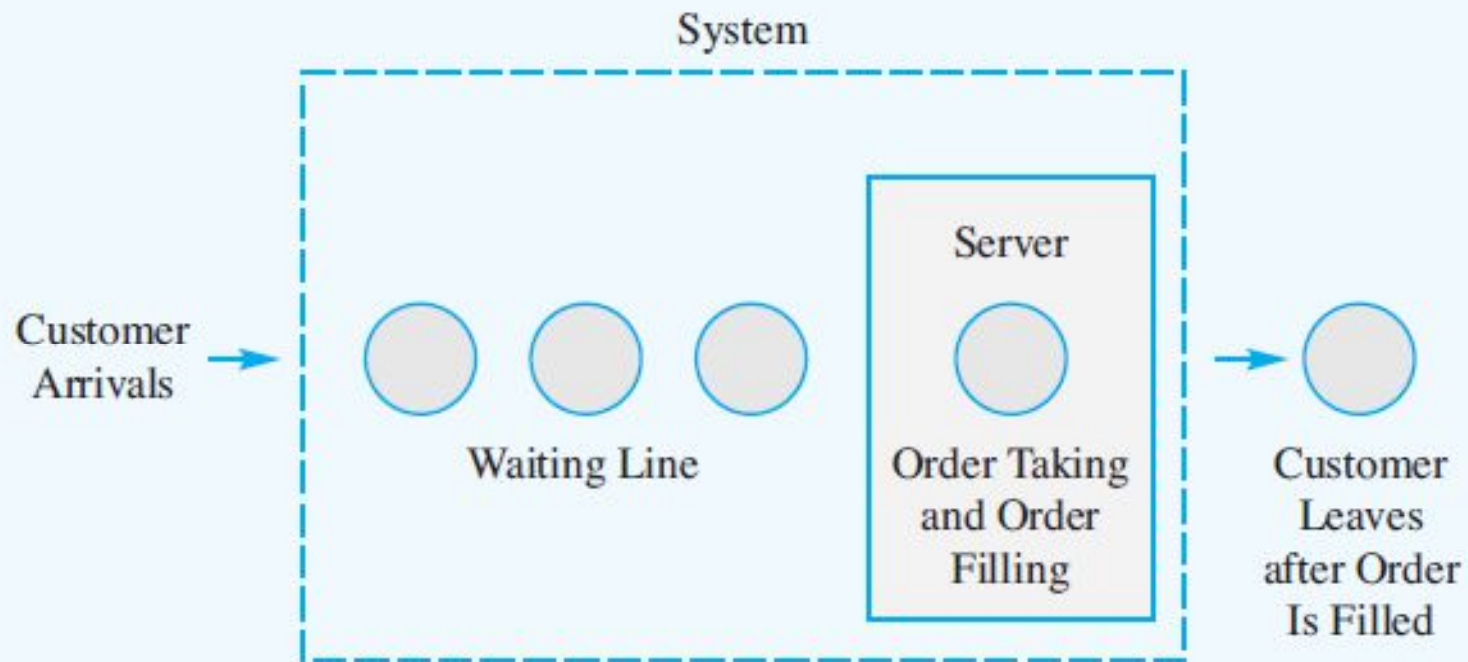 System
Server
Customer
Arrivals
Waiting Line
Order Taking
and Order
Filling
Customer
Leaves
after Order
Is Filled